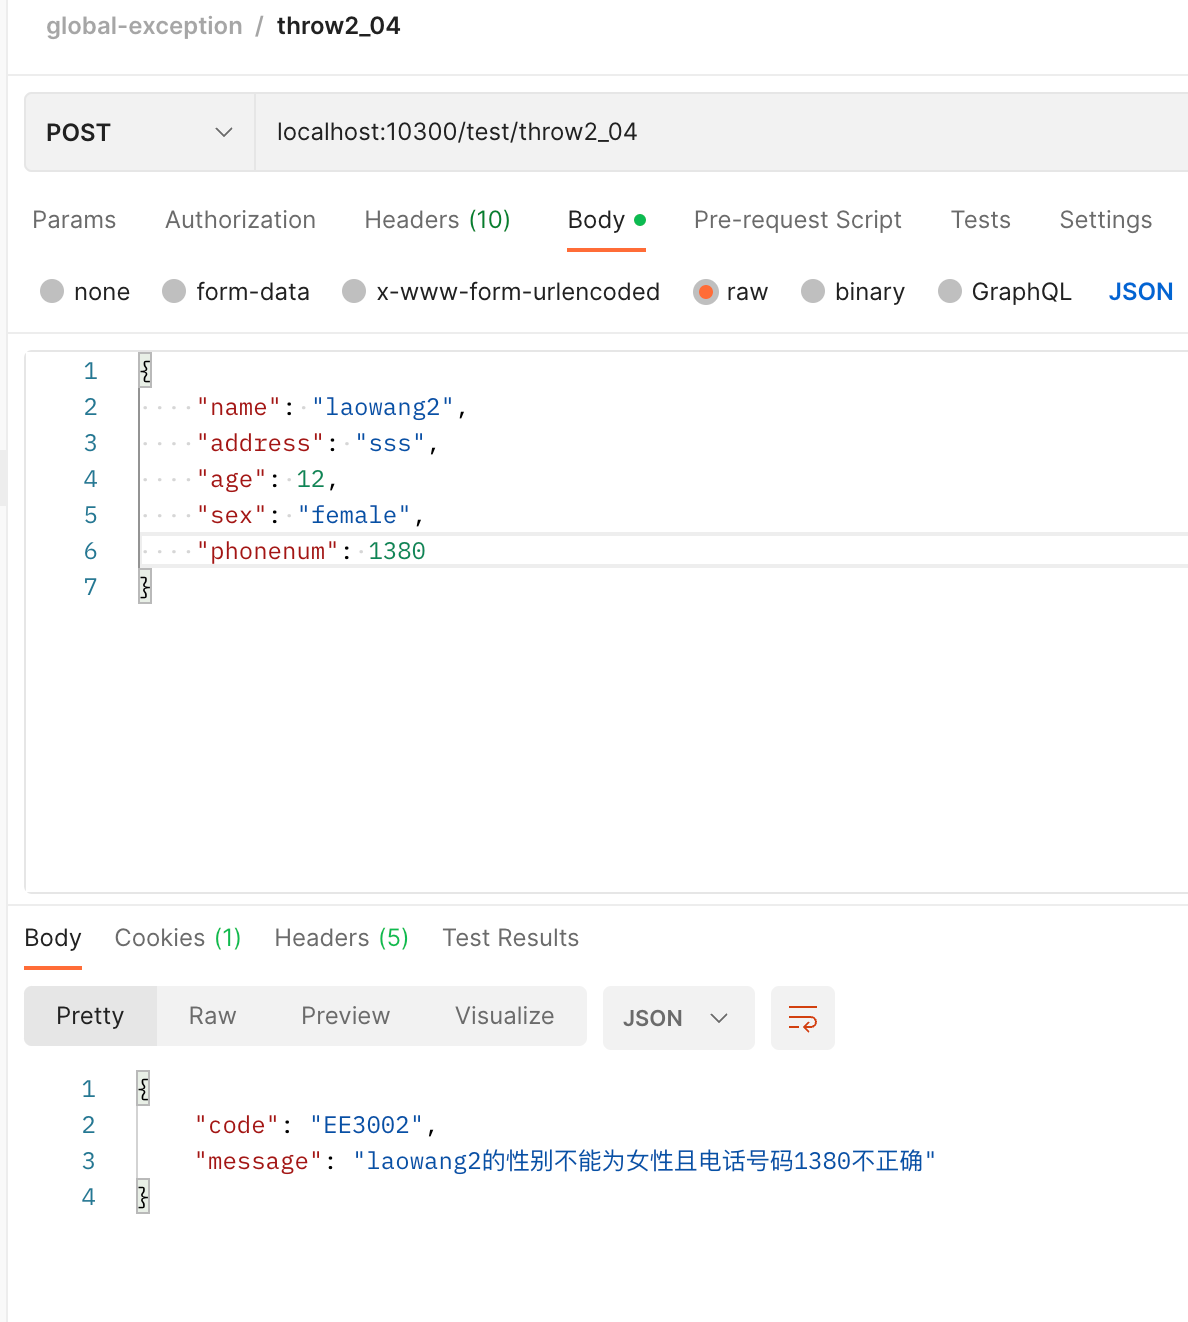 global-exception / throw2_04
POST localhost:10300/test/throw2_04
Params Authorization Headers (10) Body Pre-request Script Tests Settings
none form-data x-www-form-urlencoded raw binary GraphQL JSON
1 {
2 "name": "laowang2",
3 "address": "sss",
4 "age": 12,
5 "sex": "female",
6 "phonenum": 1380
7 }
Body Cookies (1) Headers (5) Test Results
Pretty Raw Preview Visualize JSON
1 {
2 "code": "EE3002",
3 "message": "laowang2的性别不能为女性且电话号码1380不正确"
4 }